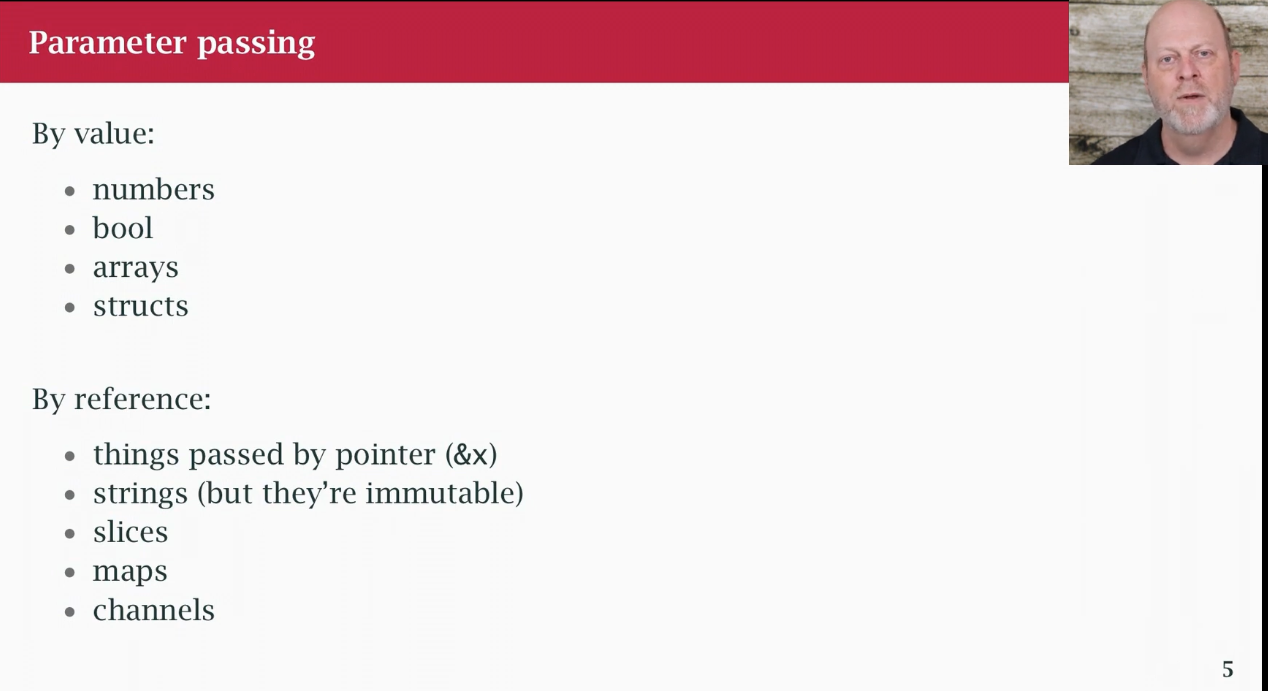 Parameter passing
By value:
• numbers
• bool
• arrays
• structs
By reference:
• things passed by pointer (&x)
• strings (but they're immutable)
• slices
• maps
• channels
5